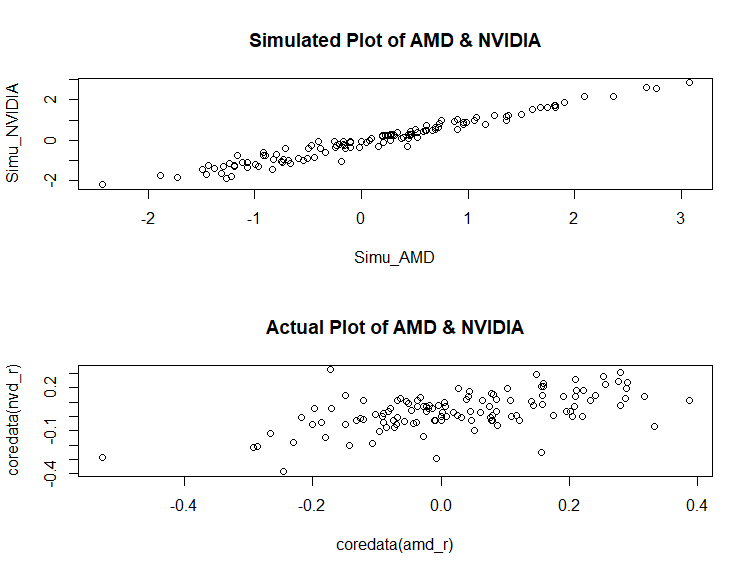 Simulated Plot of AMD & NVIDIA
Simu_NVIDIA
2
0
-2
-2 -1 0 1 2 3
Simu_AMD
Actual Plot of AMD & NVIDIA
coredata(nvd_r)
0.2
-0.1
-0.4
-0.4 -0.2 0.0 0.2 0.4
coredata(amd_r)